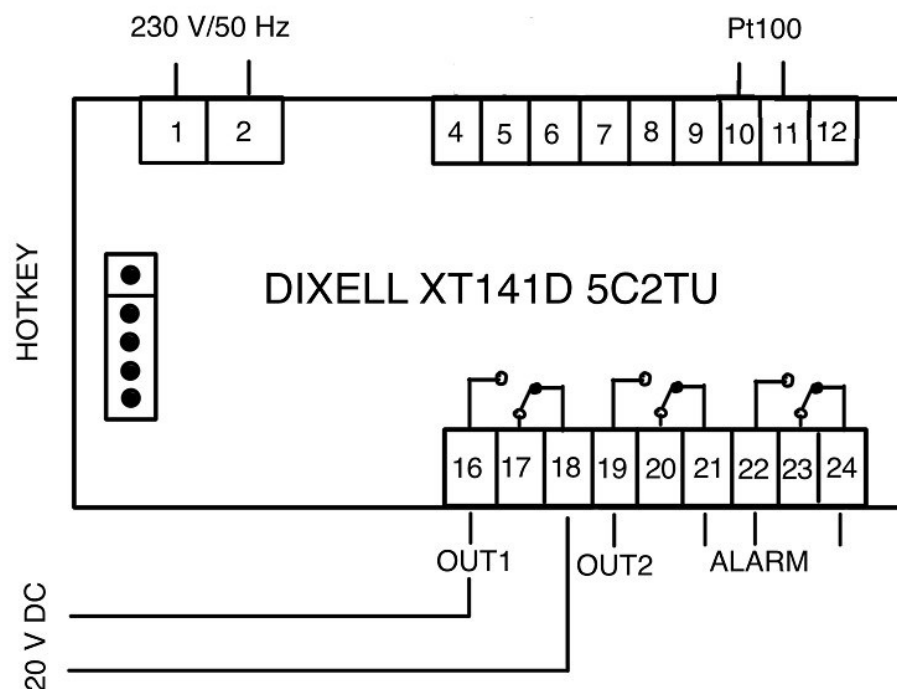 230 V/50 Hz
Pt100
1 2
4 5 6 7 8 9 10 11 12
HOTKEY
DIXELL XT141D 5C2TU
16 17 18 19 20 21 22 23 24
OUT1
OUT2
ALARM
20 V DC